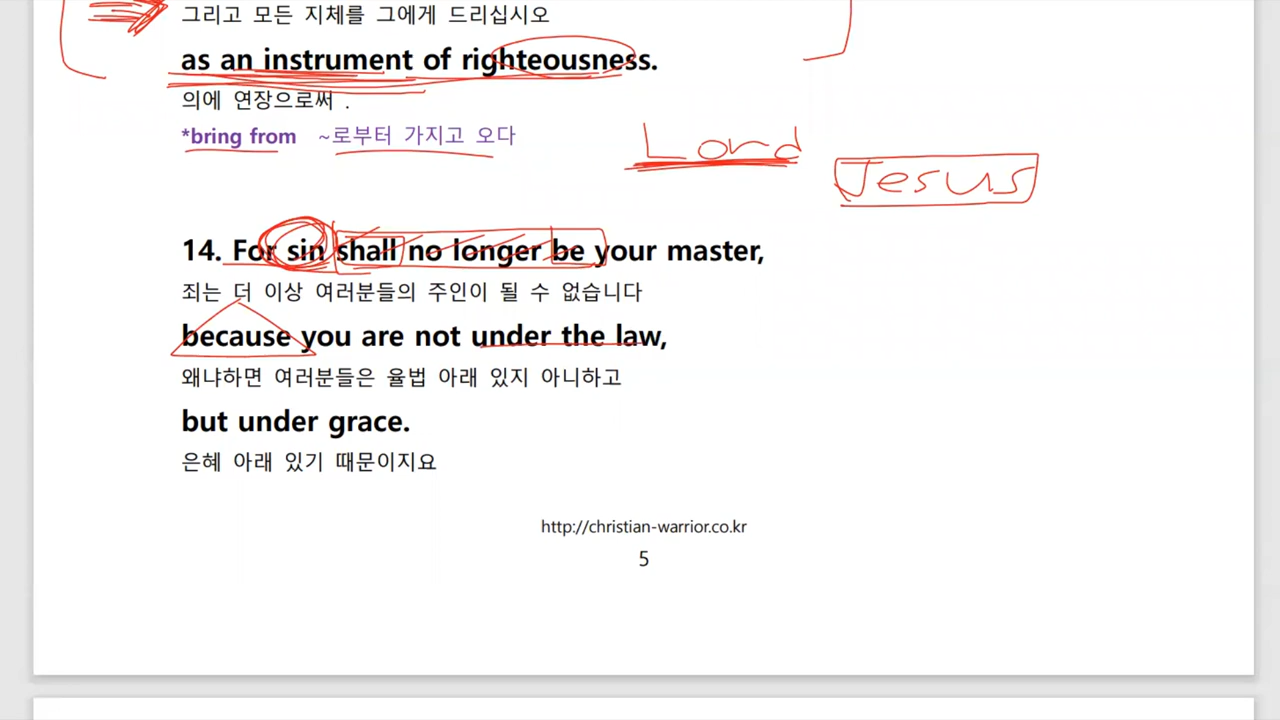 그리고 모든 지체를 그에게 드리십시오
as an instrument of righteousness.
의에 연장으로써 .
*bring from ~로부터 가지고 오다
Lord
Jesus
14. For sin shall no longer be your master,
죄는 더 이상 여러분들의 주인이 될 수 없습니다
because you are not under the law,
왜냐하면 여러분들은 율법 아래 있지 아니하고
but under grace.
은혜 아래 있기 때문이지요
http://christian-warrior.co.kr
5